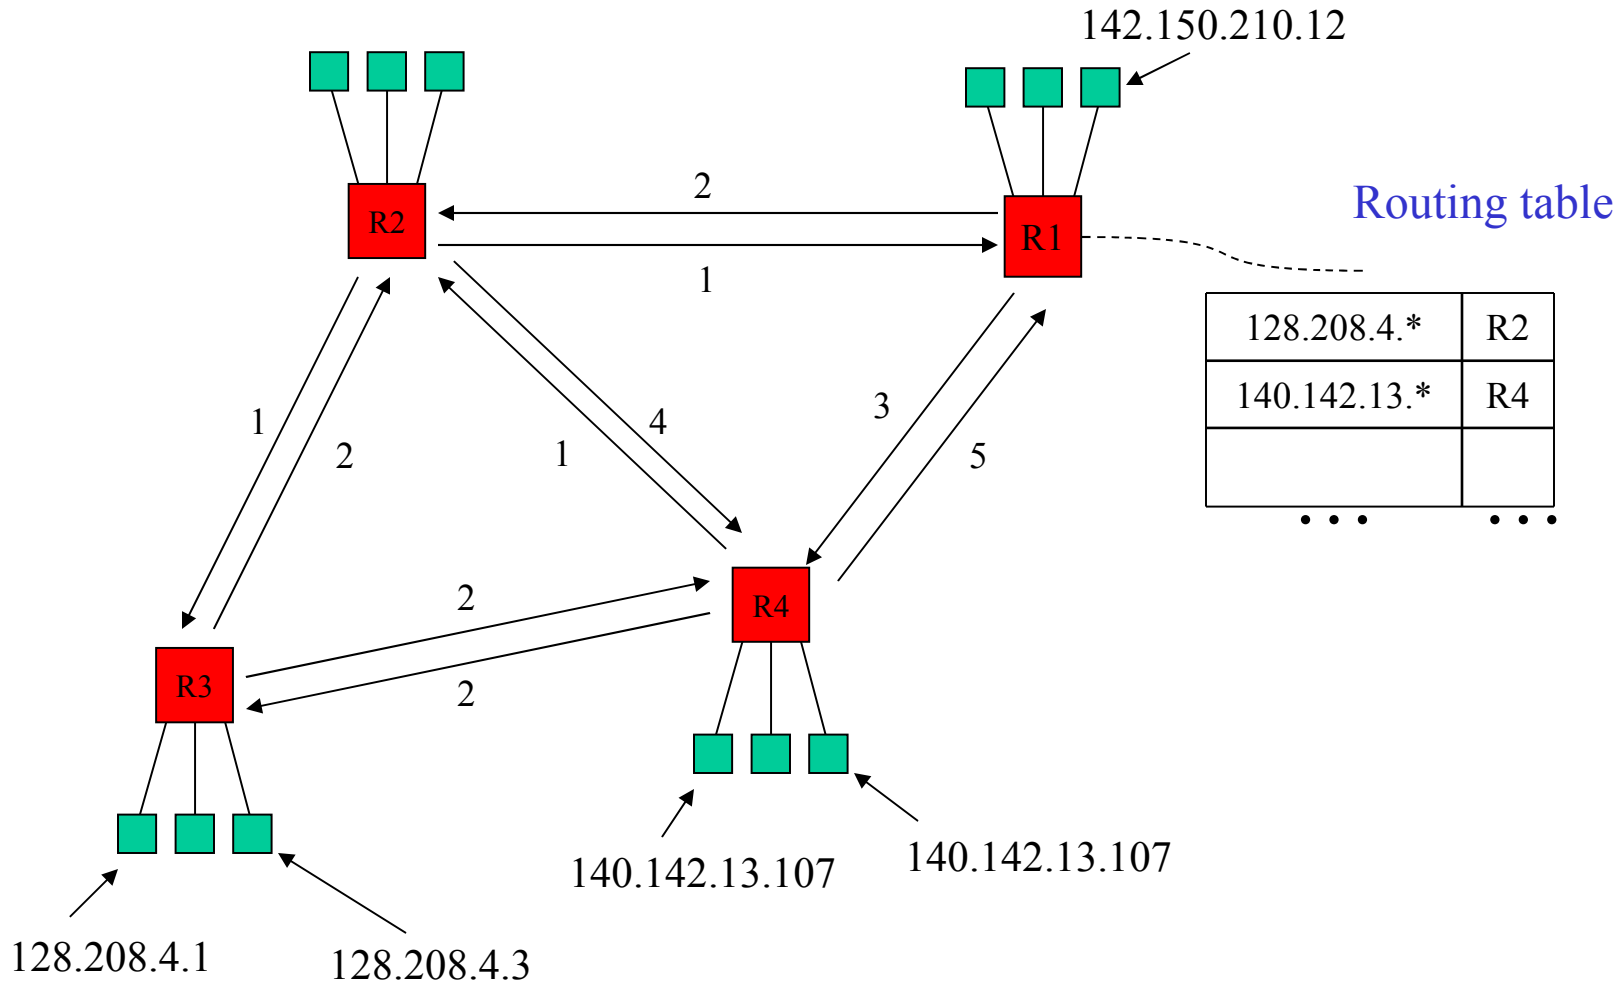 142.150.210.12
2
R2
R1
Routing table
1
128.208.4.* R2
140.142.13.* R4
• • • • • •
1
4
3
2
1
5
2
R4
R3
2
140.142.13.107
140.142.13.107
128.208.4.1
128.208.4.3